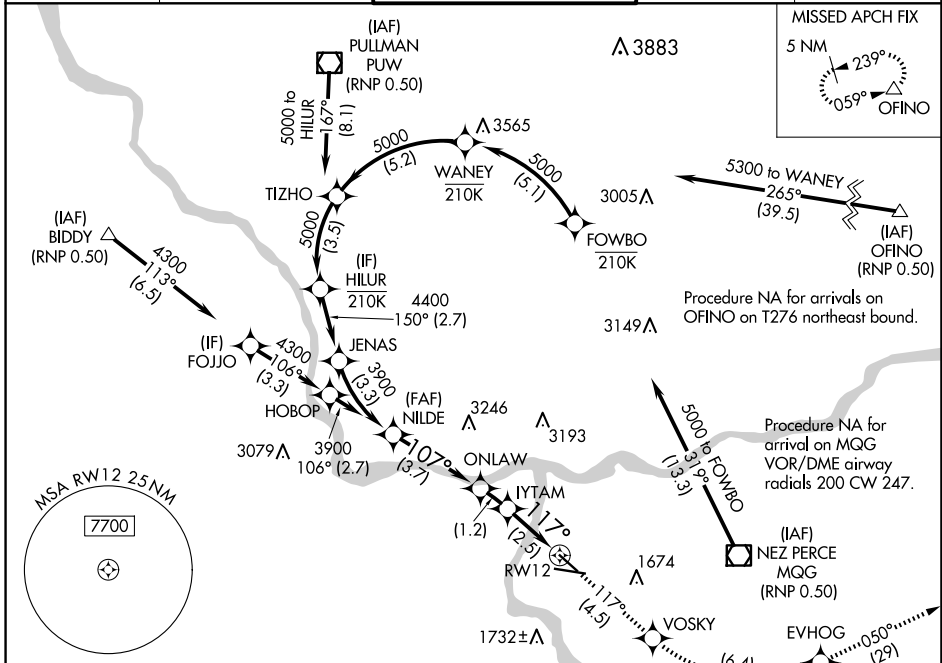 (IAF)
PULLMAN
PUW
(RNP 0.50)
5000 to
HILUR
167°
(8.1)
3883
MISSED APCH FIX
5 NM
239°
059°
OFINO
5000
(5.2)
3565
WANEY
210K
5000
(5.1)
3005
FOWBO
210K
5300 to WANEY
265°
(39.5)
(IAF)
OFINO
(RNP 0.50)
Procedure NA for arrivals on
OFINO on T276 northeast bound.
TIZHO
5000
(3.5)
(IAF)
BIDDY
(RNP 0.50)
4300
113°
(6.5)
(IF)
HILUR
210K
4400
150° (2.7)
3149
(IF)
FOJJO
4300
106°
(3.3)
JENAS
3900
(3.3)
HOBOP
(FAF)
NILDE
3246
3193
3079
3900
106° (2.7)
107°
(3.7)
ONLAW
IYTAM
(1.2)
117°
(2.5)
RW12
5000 to FOWBO
319°
(13.3)
Procedure NA for
arrival on MQG
VOR/DME airway
radials 200 CW 247.
(IAF)
NEZ PERCE
MQG
(RNP 0.50)
MSA RW12 25NM
7700
1674
117°
(4.5)
VOSKY
1732±
EVHOG
050°
(29)
(6.4)